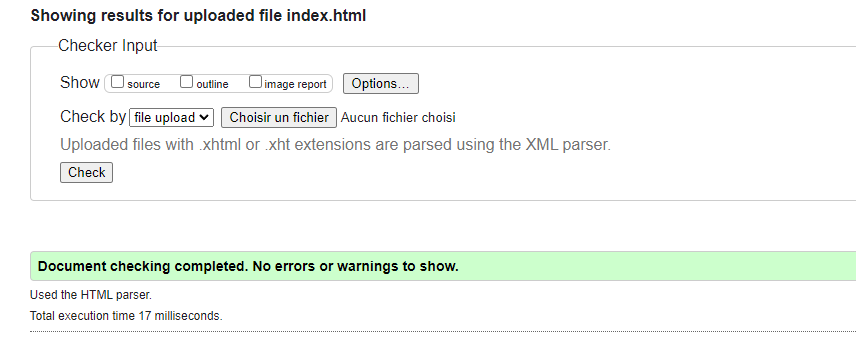 Showing results for uploaded file index.html
Checker Input
Show source outline image report Options...
Check by file upload Choisir un fichier Aucun fichier choisi
Uploaded files with .xhtml or .xht extensions are parsed using the XML parser.
Check
Document checking completed. No errors or warnings to show.
Used the HTML parser.
Total execution time 17 milliseconds.